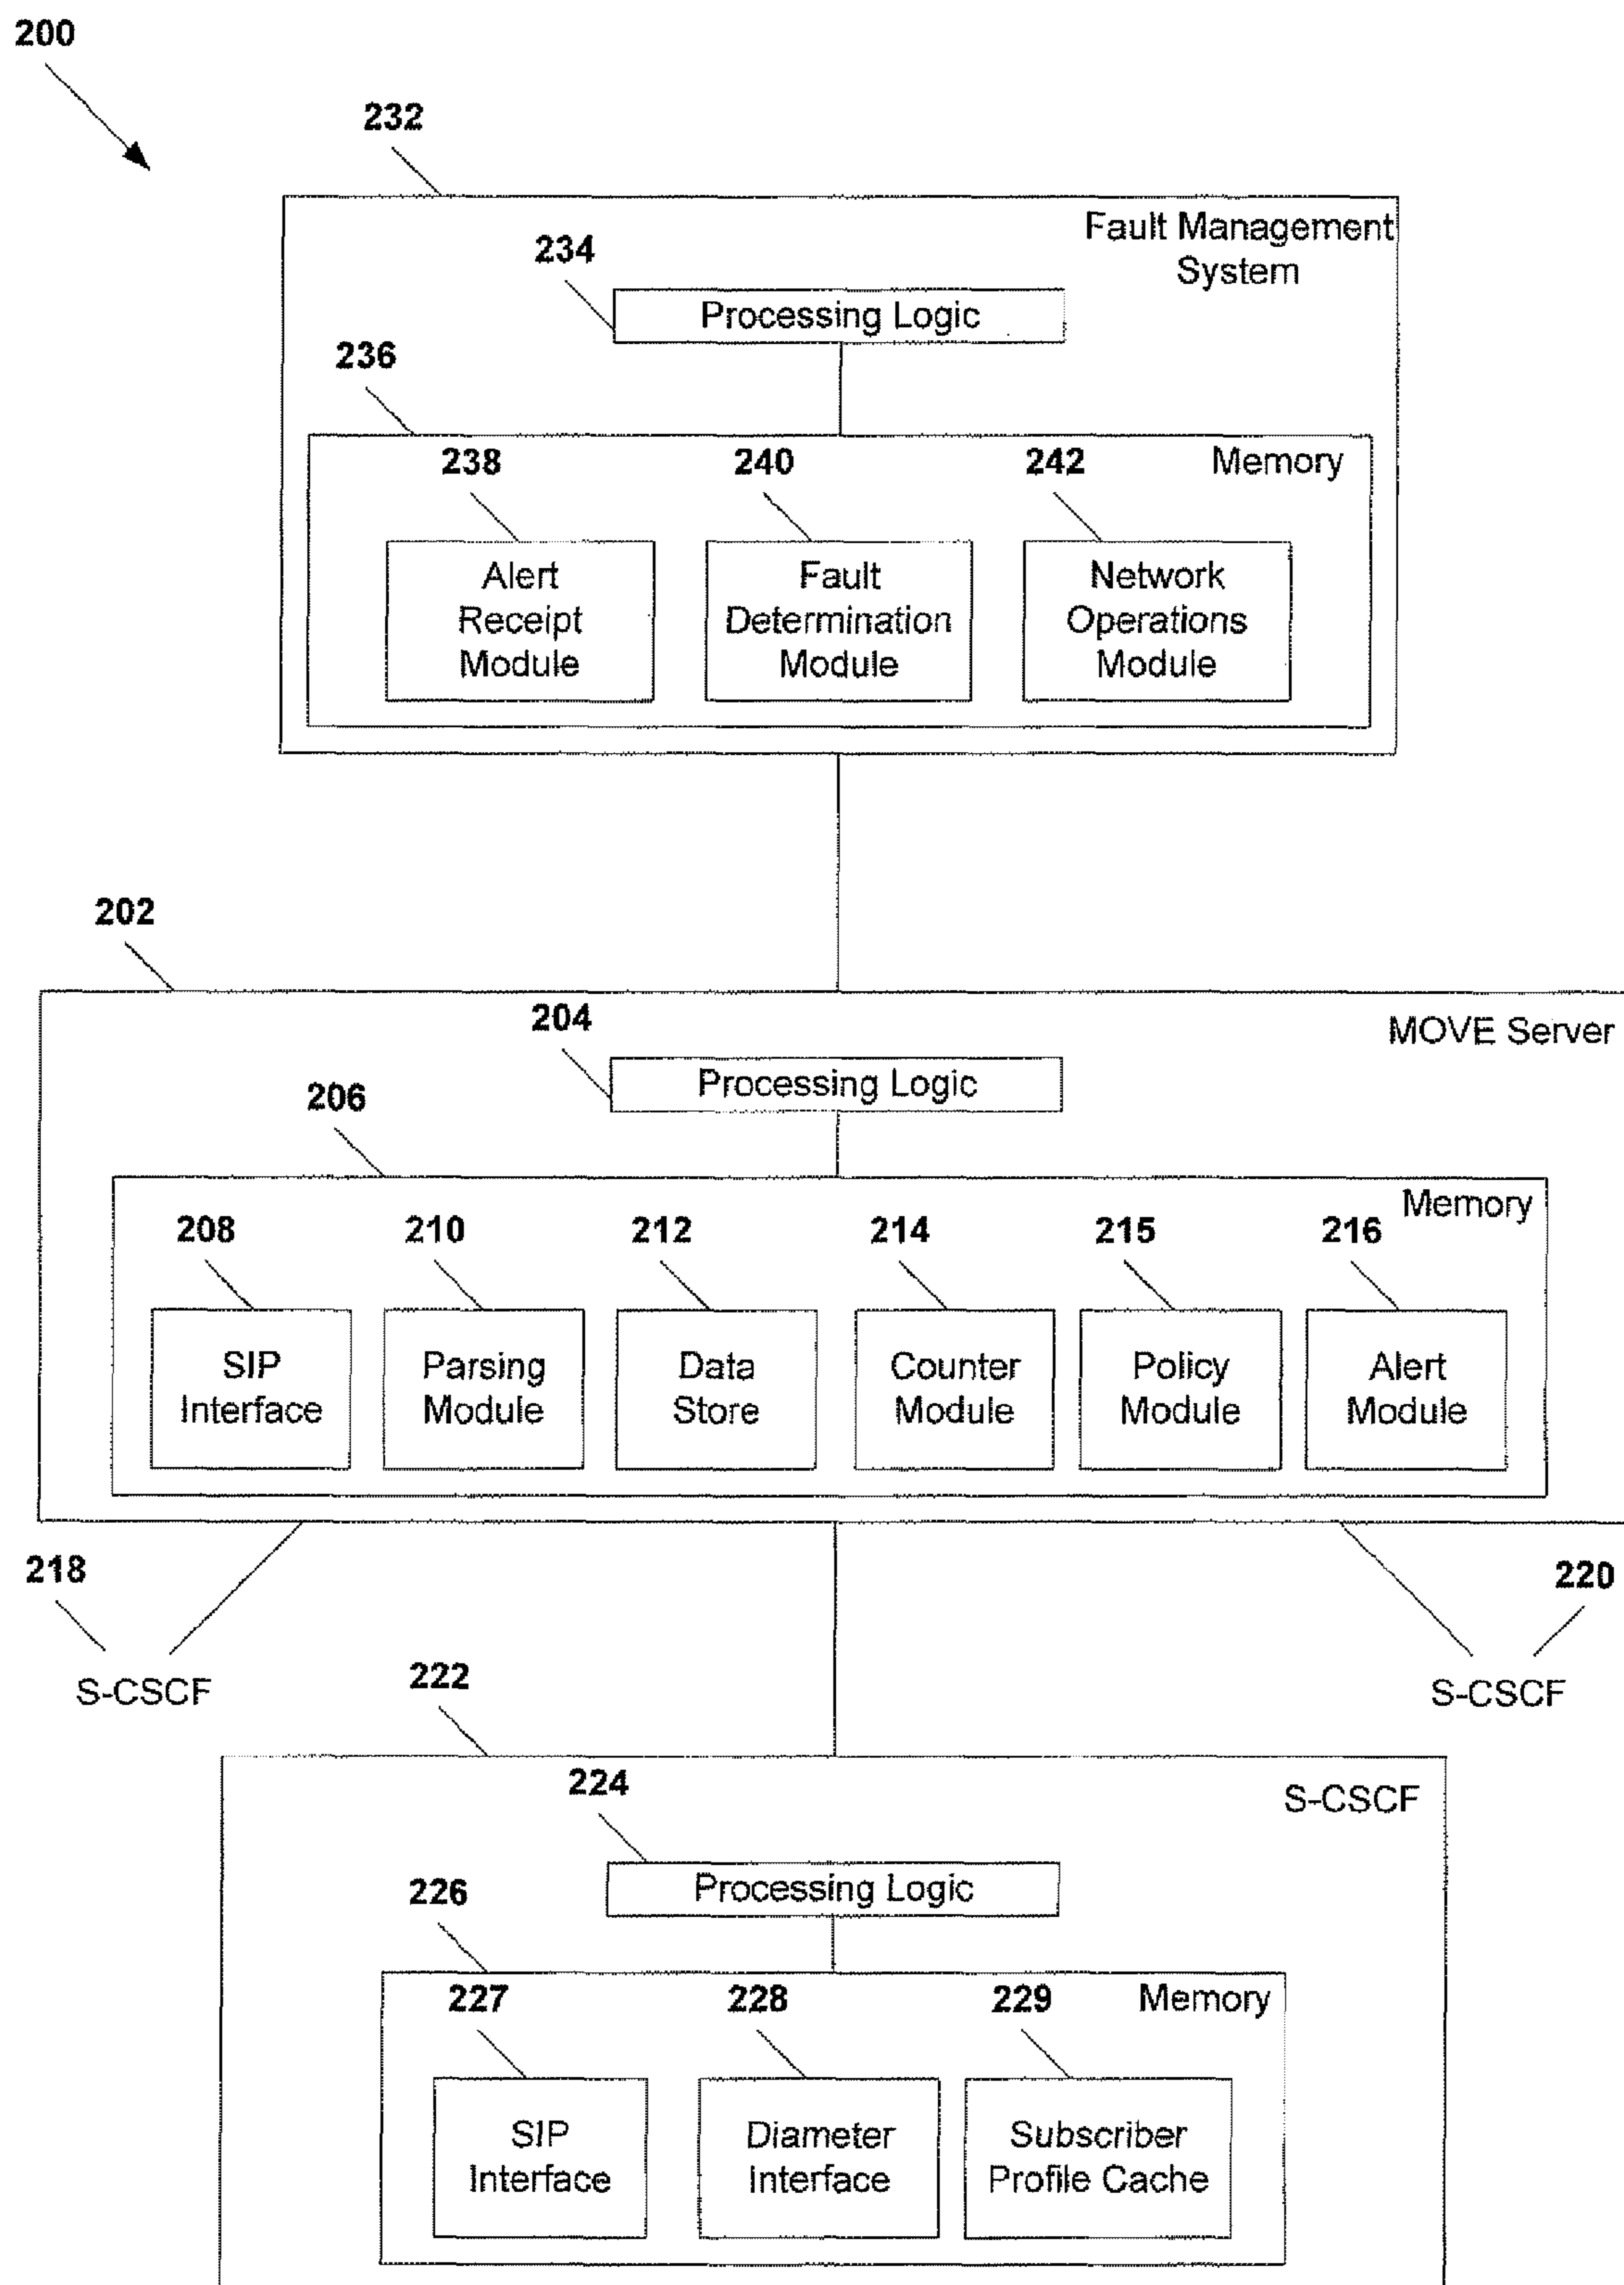 200
232
Fault Management
System
234
Processing Logic
236
238
240
242
Memory
Alert
Receipt
Module
Fault
Determination
Module
Network
Operations
Module
202
204
MOVE Server
Processing Logic
206
Memory
208
210
212
214
215
216
SIP
Interface
Parsing
Module
Data
Store
Counter
Module
Policy
Module
Alert
Module
218
220
S-CSCF
S-CSCF
222
224
S-CSCF
Processing Logic
226
227
228
229
Memory
SIP
Interface
Diameter
Interface
Subscriber
Profile Cache